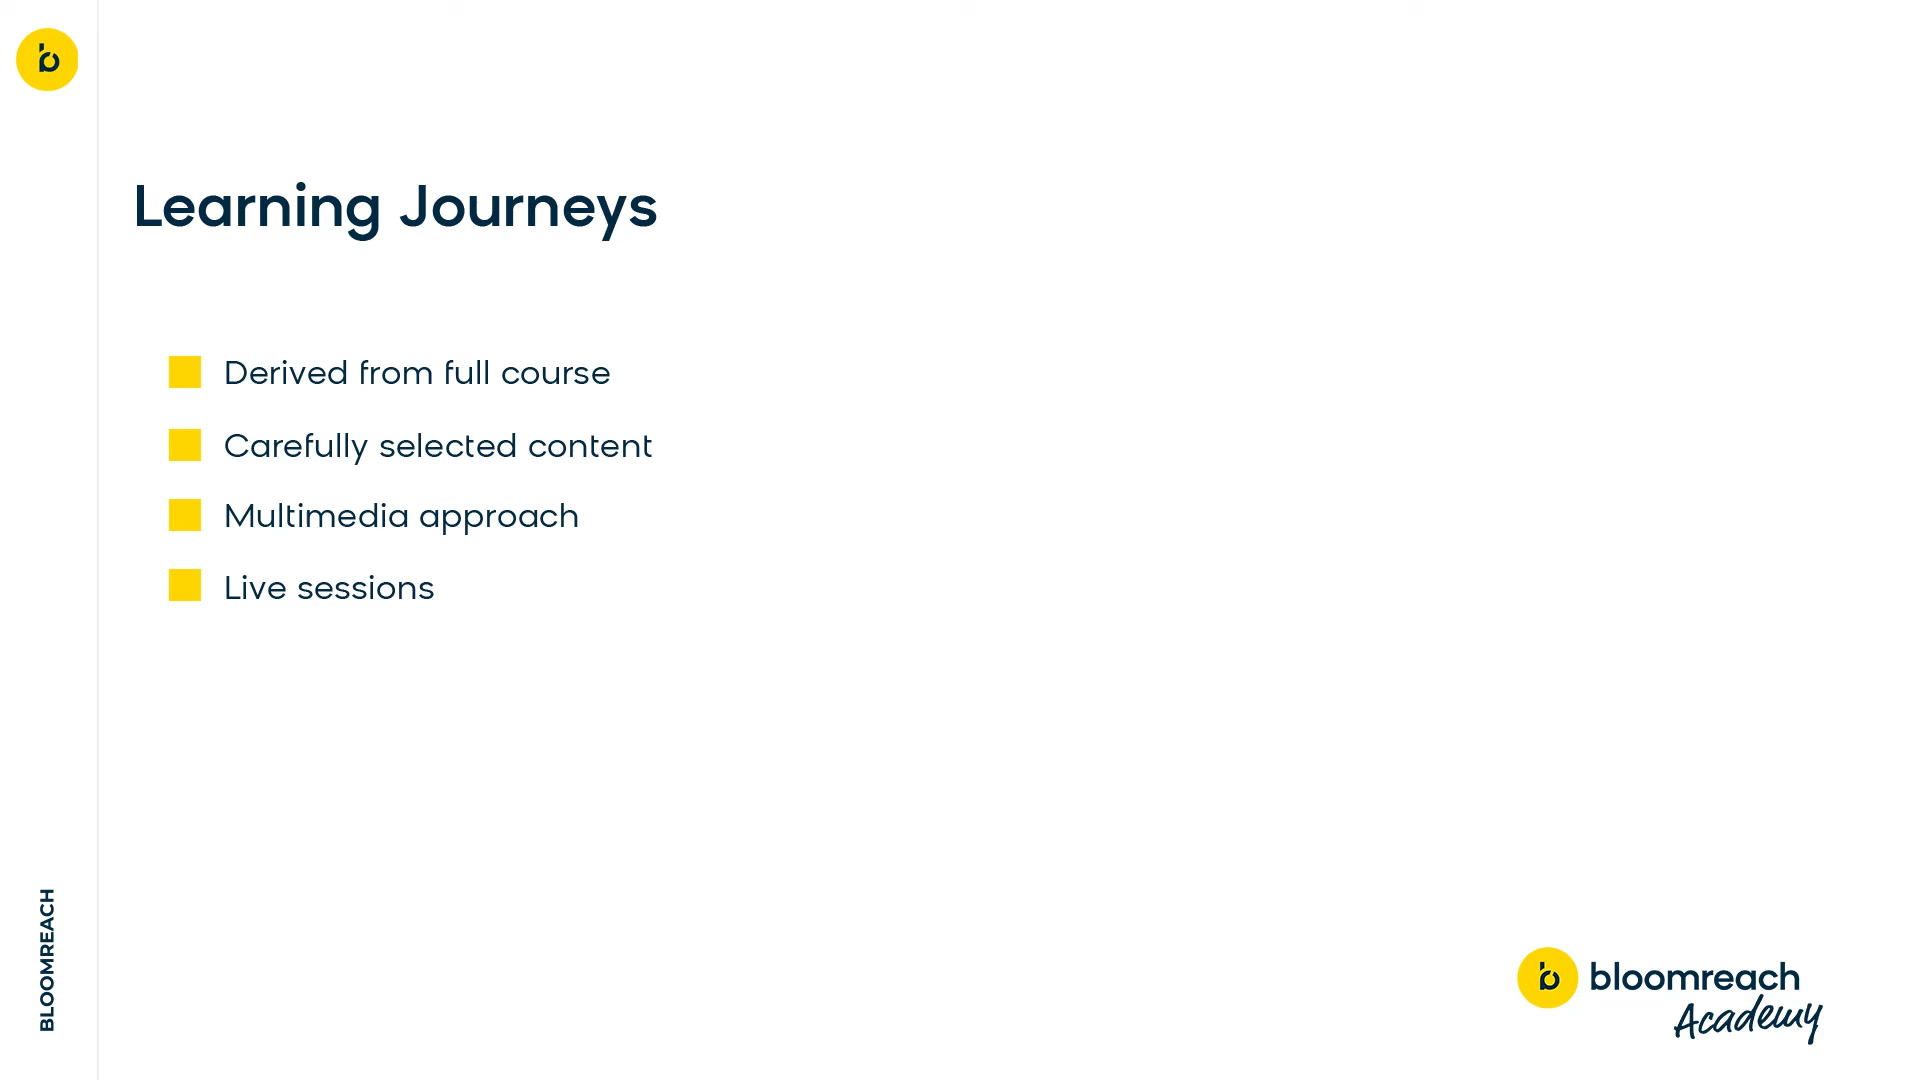 Learning Journeys
Derived from full course
Carefully selected content
Multimedia approach
Live sessions
BLOOMREACH
bloomreach
Academy